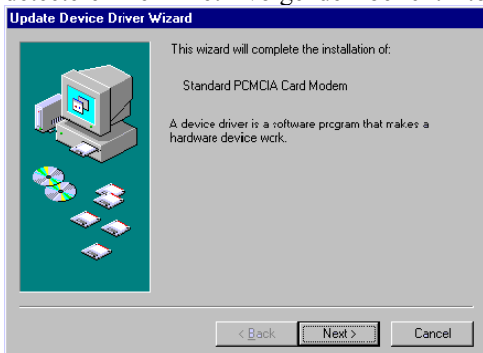 Update Device Driver Wizard
This wizard will complete the installation of:
Standard PCMCIA Card Modem
A device driver is a software program that makes a
hardware device work.
< Back
Next >
Cancel